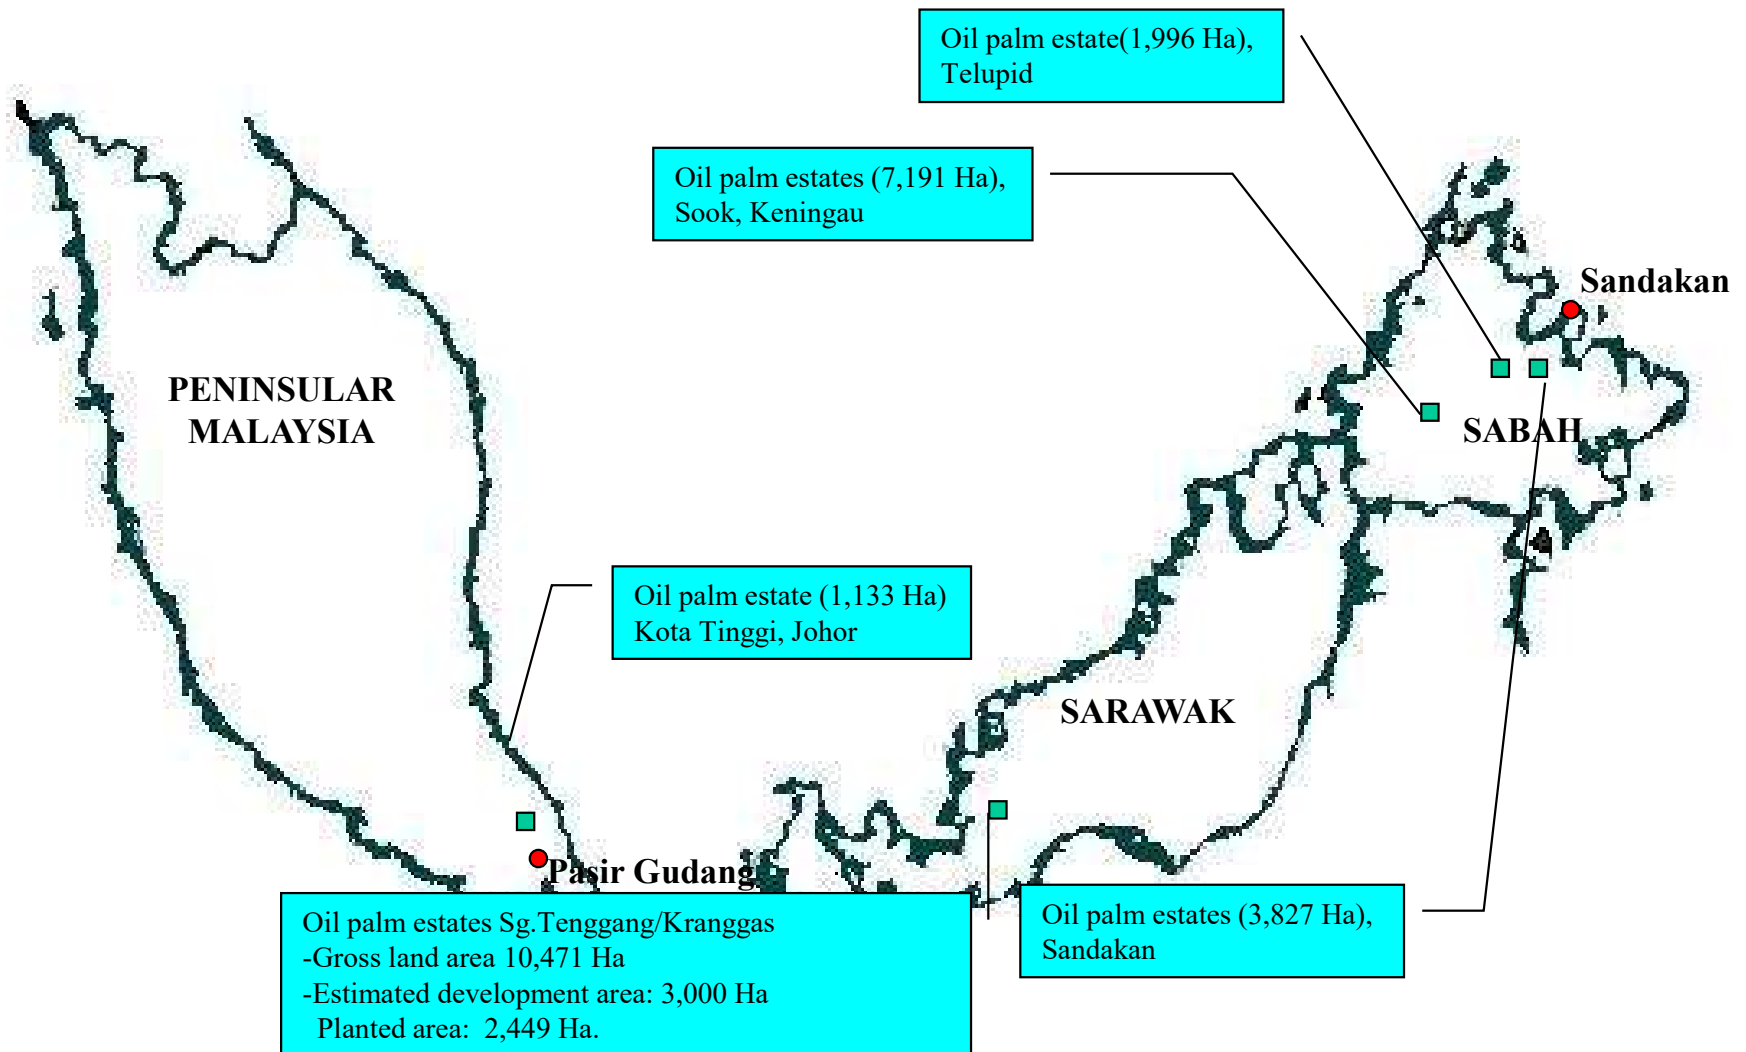 Oil palm estate(1,996 Ha),
Telupid
Oil palm estates (7,191 Ha),
Sook, Keningau
Sandakan
PENINSULAR
MALAYSIA
SABAH
Oil palm estate (1,133 Ha)
Kota Tinggi, Johor
SARAWAK
Pasir Gudang
Oil palm estates Sg.Tenggang/Kranggas
-Gross land area 10,471 Ha
-Estimated development area: 3,000 Ha
Planted area: 2,449 Ha.
Oil palm estates (3,827 Ha),
Sandakan